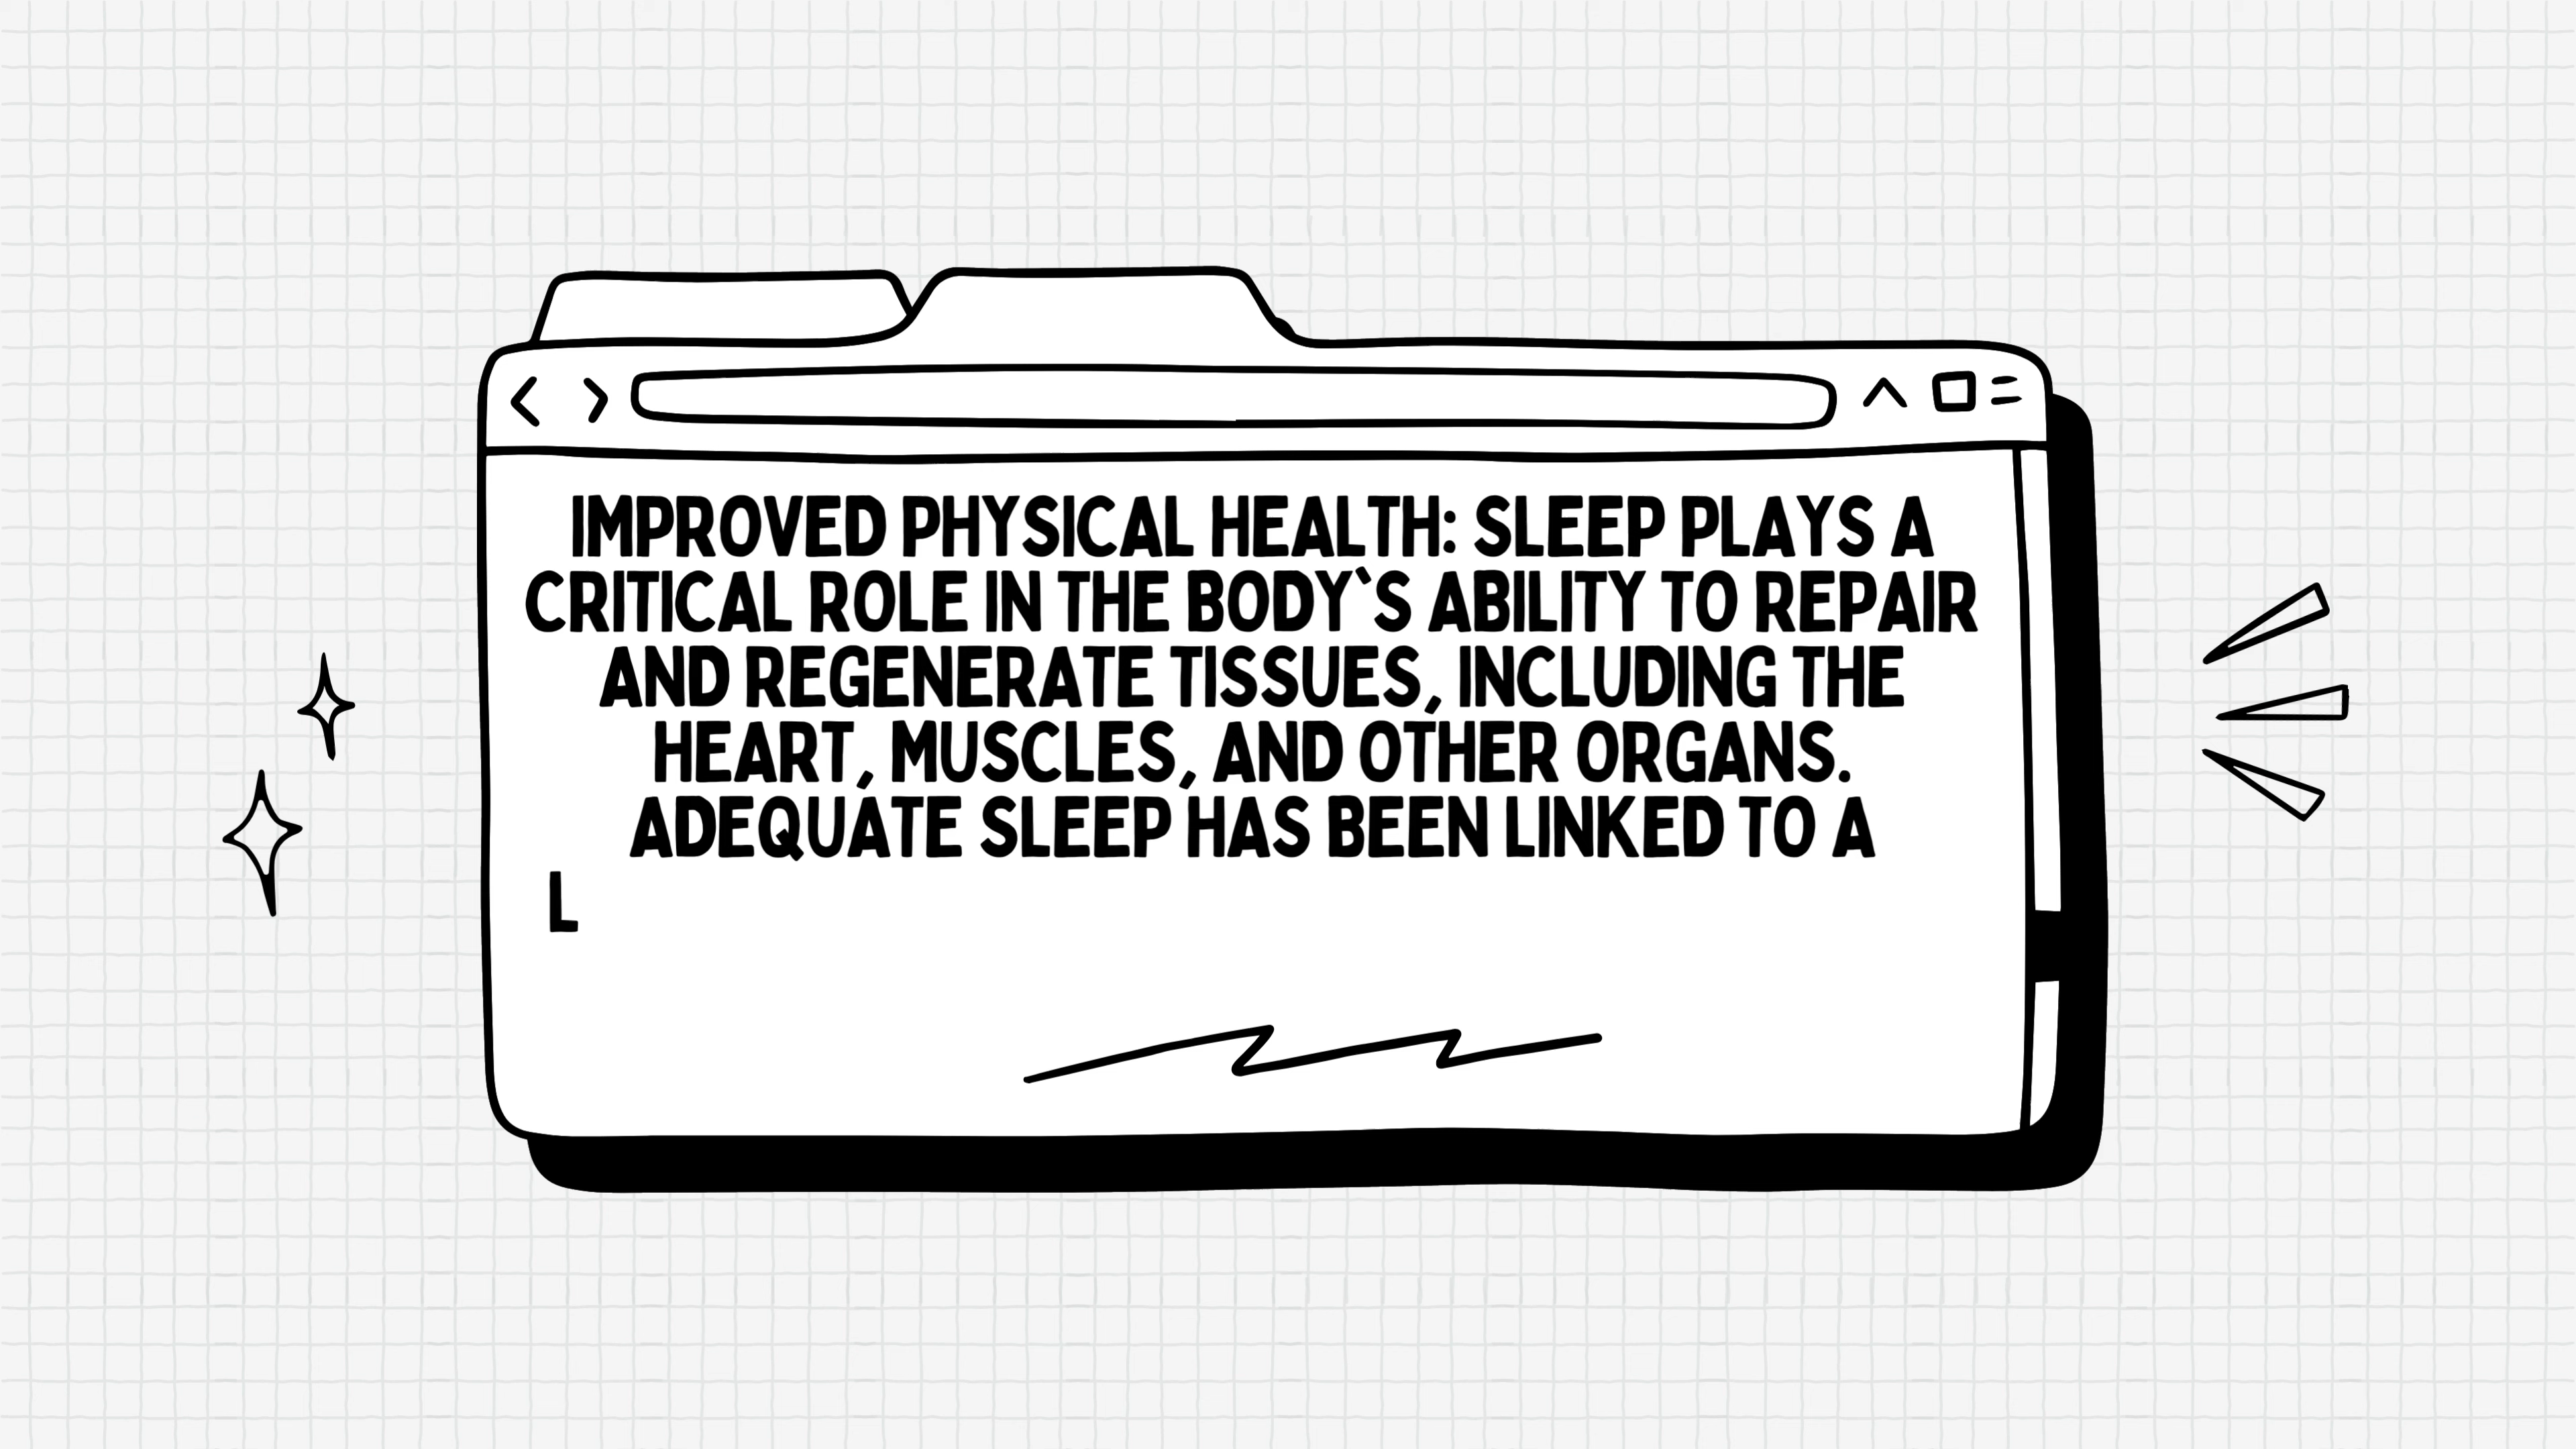 IMPROVED PHYSICAL HEALTH: SLEEP PLAYS A
CRITICAL ROLE IN THE BODY`S ABILITY TO REPAIR
AND REGENERATE TISSUES, INCLUDING THE
HEART, MUSCLES, AND OTHER ORGANS.
ADEQUATE SLEEP HAS BEEN LINKED TO A
L